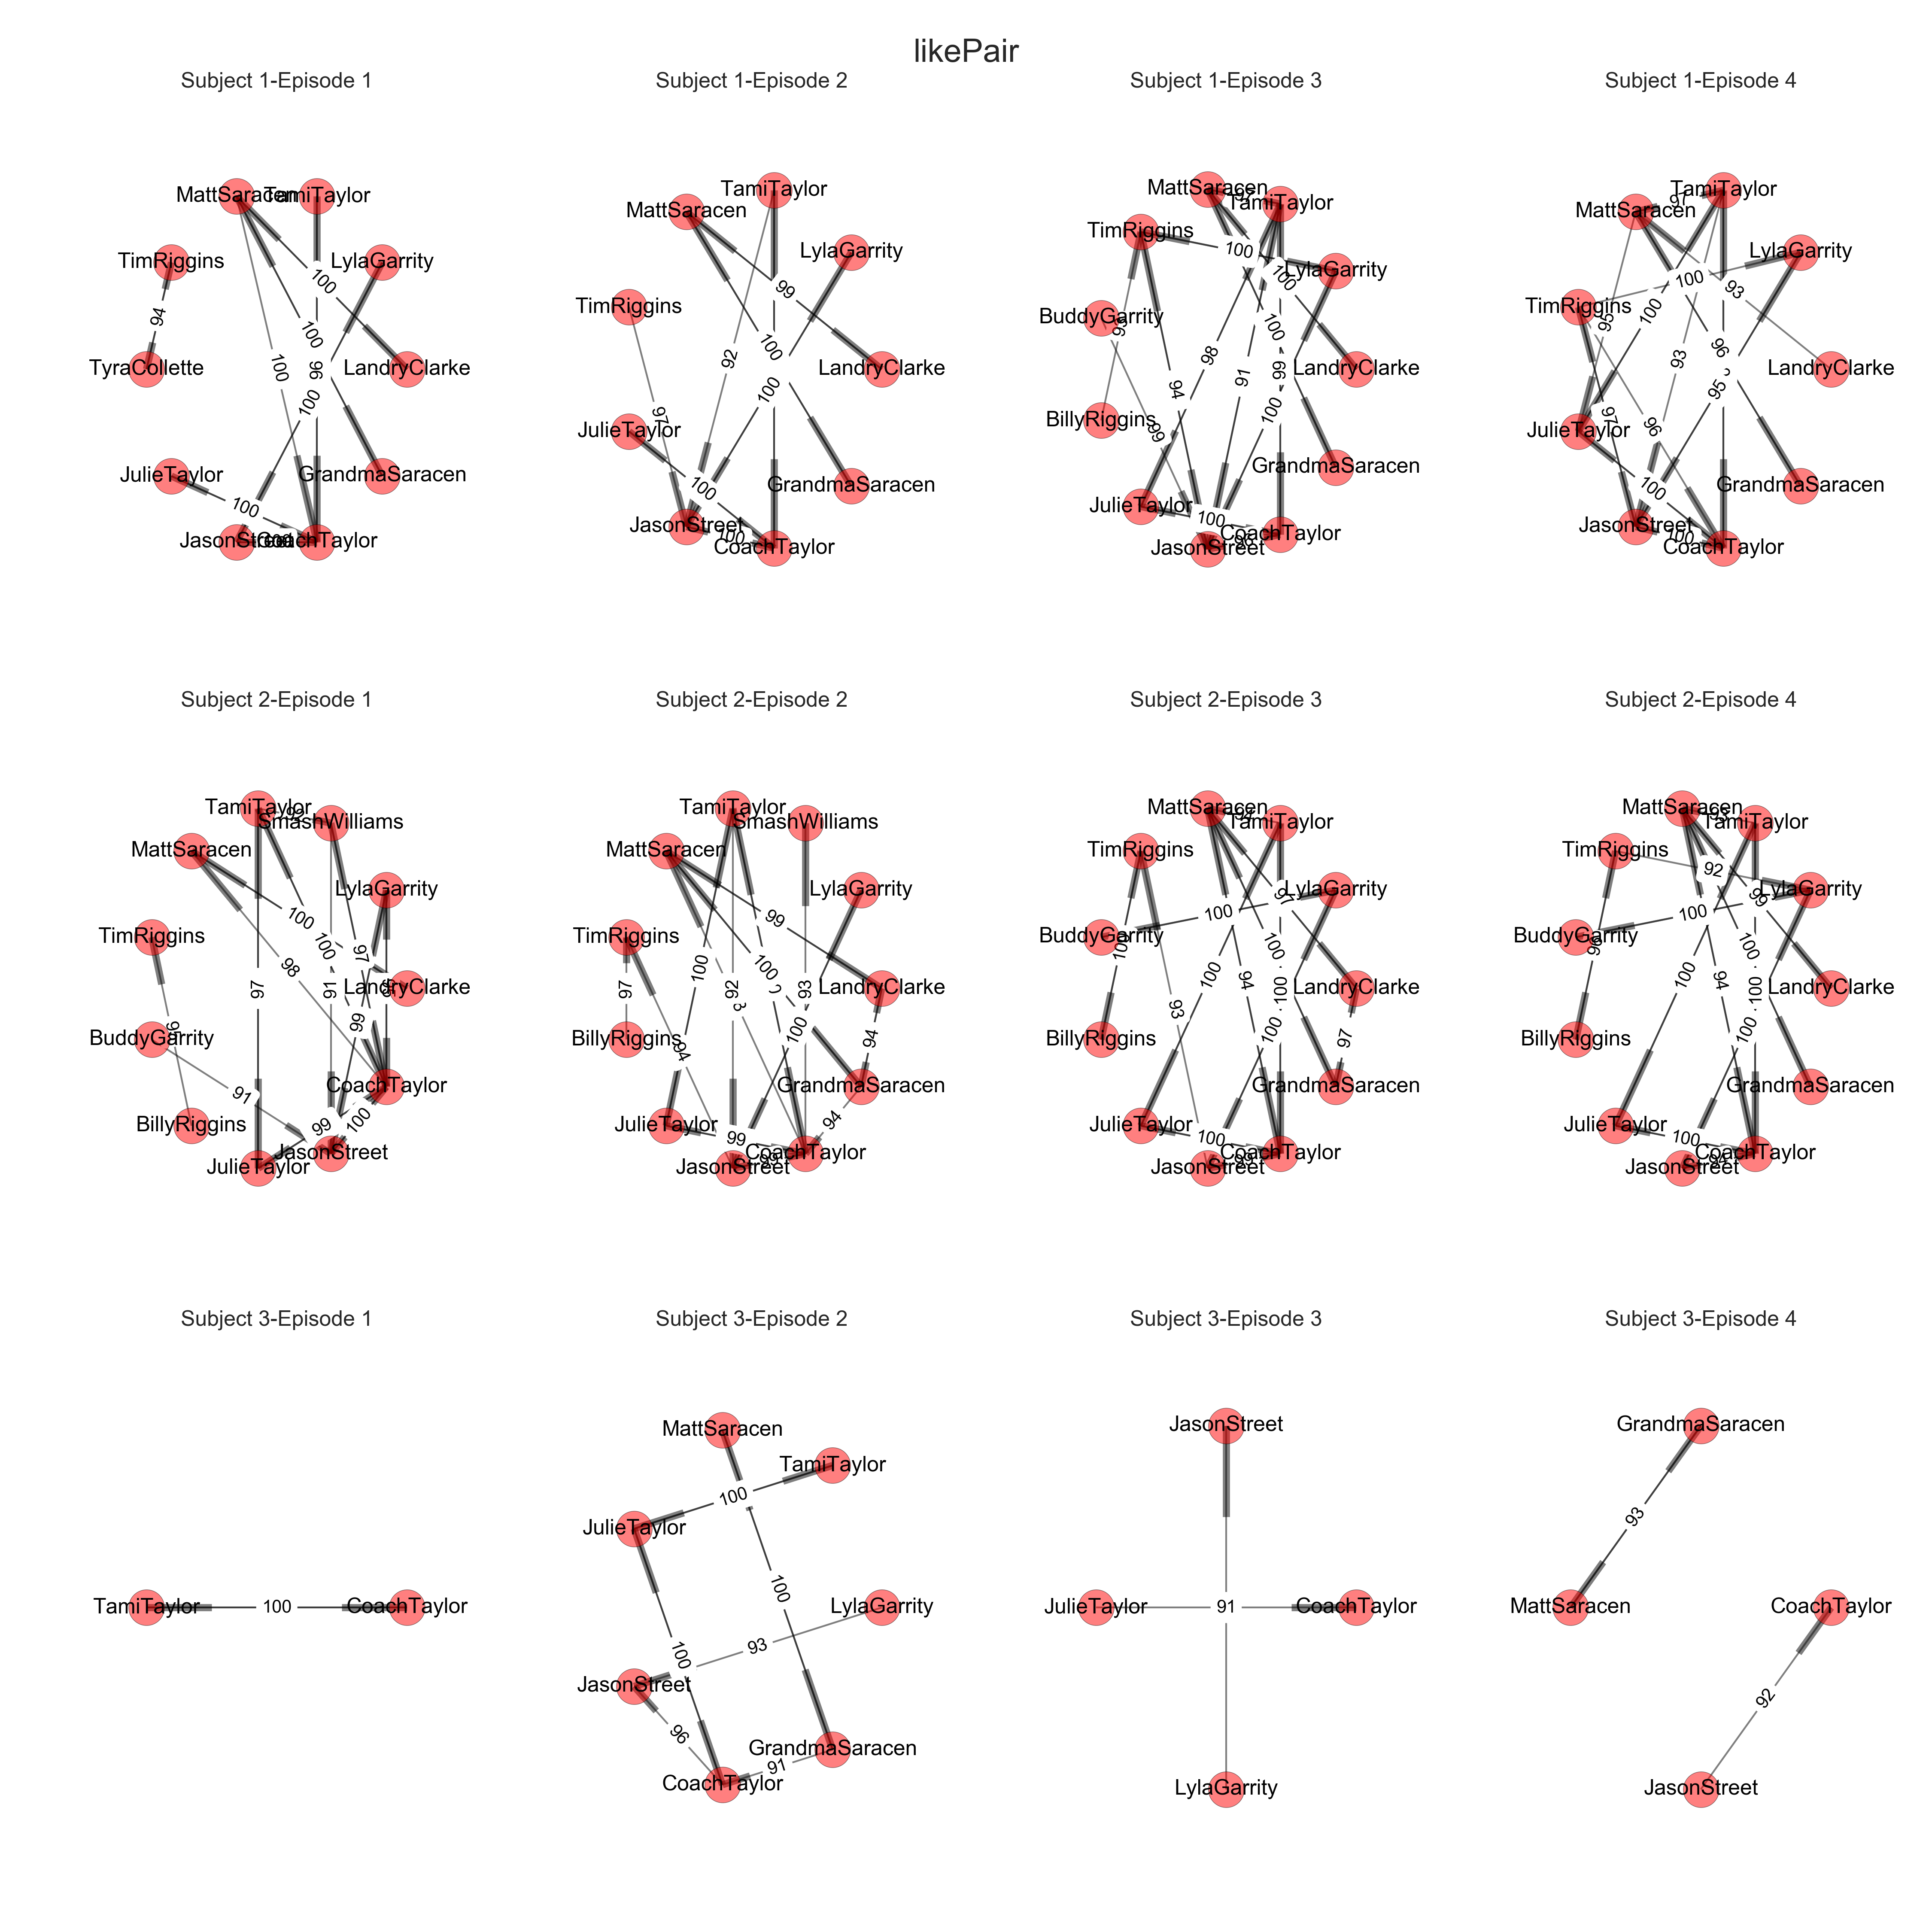 likePair
Subject 1-Episode 1
Subject 1-Episode 2
Subject 1-Episode 3
Subject 1-Episode 4
MattSaracen
TamiTaylor
TimRiggins
LylaGarrity
100
94
100
96
TyraCollette
100
LandryClarke
100
JulieTaylor
GrandmaSaracen
100
JasonStreet
CoachTaylor
TamiTaylor
MattSaracen
LylaGarrity
99
TimRiggins
100
92
LandryClarke
100
97
JulieTaylor
100
GrandmaSaracen
JasonStreet
100
CoachTaylor
MattSaracen
TamiTaylor
TimRiggins
100
LylaGarrity
100
BuddyGarrity
100
98
99
LandryClarke
91
94
100
BillyRiggins
99
GrandmaSaracen
JulieTaylor
100
CoachTaylor
96
JasonStreet
TamiTaylor
97
MattSaracen
LylaGarrity
100
93
TimRiggins
100
95
96
93
LandryClarke
95
97
96
JulieTaylor
GrandmaSaracen
100
JasonStreet
100
CoachTaylor
Subject 2-Episode 1
Subject 2-Episode 2
Subject 2-Episode 3
Subject 2-Episode 4
TamiTaylor
92
SmashWilliams
MattSaracen
LylaGarrity
100
TimRiggins
100
97
98
97
91
LandryClarke
99
95
BuddyGarrity
CoachTaylor
91
99
100
BillyRiggins
JasonStreet
JulieTaylor
TamiTaylor
SmashWilliams
MattSaracen
LylaGarrity
99
TimRiggins
100
100
97
92
93
LandryClarke
100
BillyRiggins
94
94
GrandmaSaracen
94
JulieTaylor
99
CoachTaylor
99
JasonStreet
MattSaracen
94
TamiTaylor
TimRiggins
LylaGarrity
97
100
BuddyGarrity
100
100
94
100
LandryClarke
93
100
BillyRiggins
97
GrandmaSaracen
JulieTaylor
100
CoachTaylor
99
JasonStreet
MattSaracen
93
TamiTaylor
TimRiggins
92
LylaGarrity
99
100
BuddyGarrity
100
100
94
100
LandryClarke
100
BillyRiggins
GrandmaSaracen
JulieTaylor
100
CoachTaylor
94
JasonStreet
Subject 3-Episode 1
Subject 3-Episode 2
Subject 3-Episode 3
Subject 3-Episode 4
TamiTaylor
100
CoachTaylor
MattSaracen
TamiTaylor
100
JulieTaylor
100
LylaGarrity
93
100
JasonStreet
96
GrandmaSaracen
91
CoachTaylor
JasonStreet
JulieTaylor
91
CoachTaylor
LylaGarrity
GrandmaSaracen
93
MattSaracen
CoachTaylor
92
JasonStreet